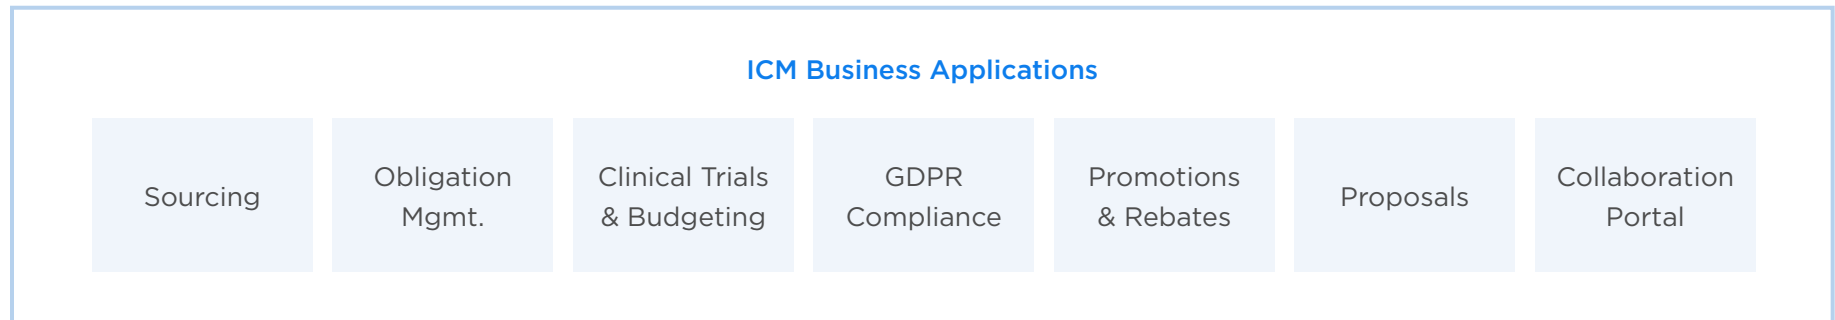 ICM Business Applications
Sourcing
Obligation
Mgmt.
Clinical Trials
& Budgeting
GDPR
Compliance
Promotions
& Rebates
Proposals
Collaboration
Portal